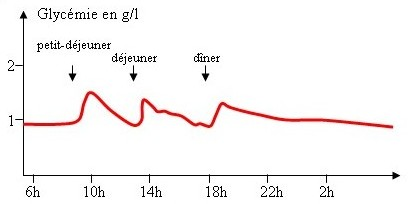 Glycémie en g/l
petit-déjeuner
déjeuner
dîner
2
1
6h 10h 14h 18h 22h 2h